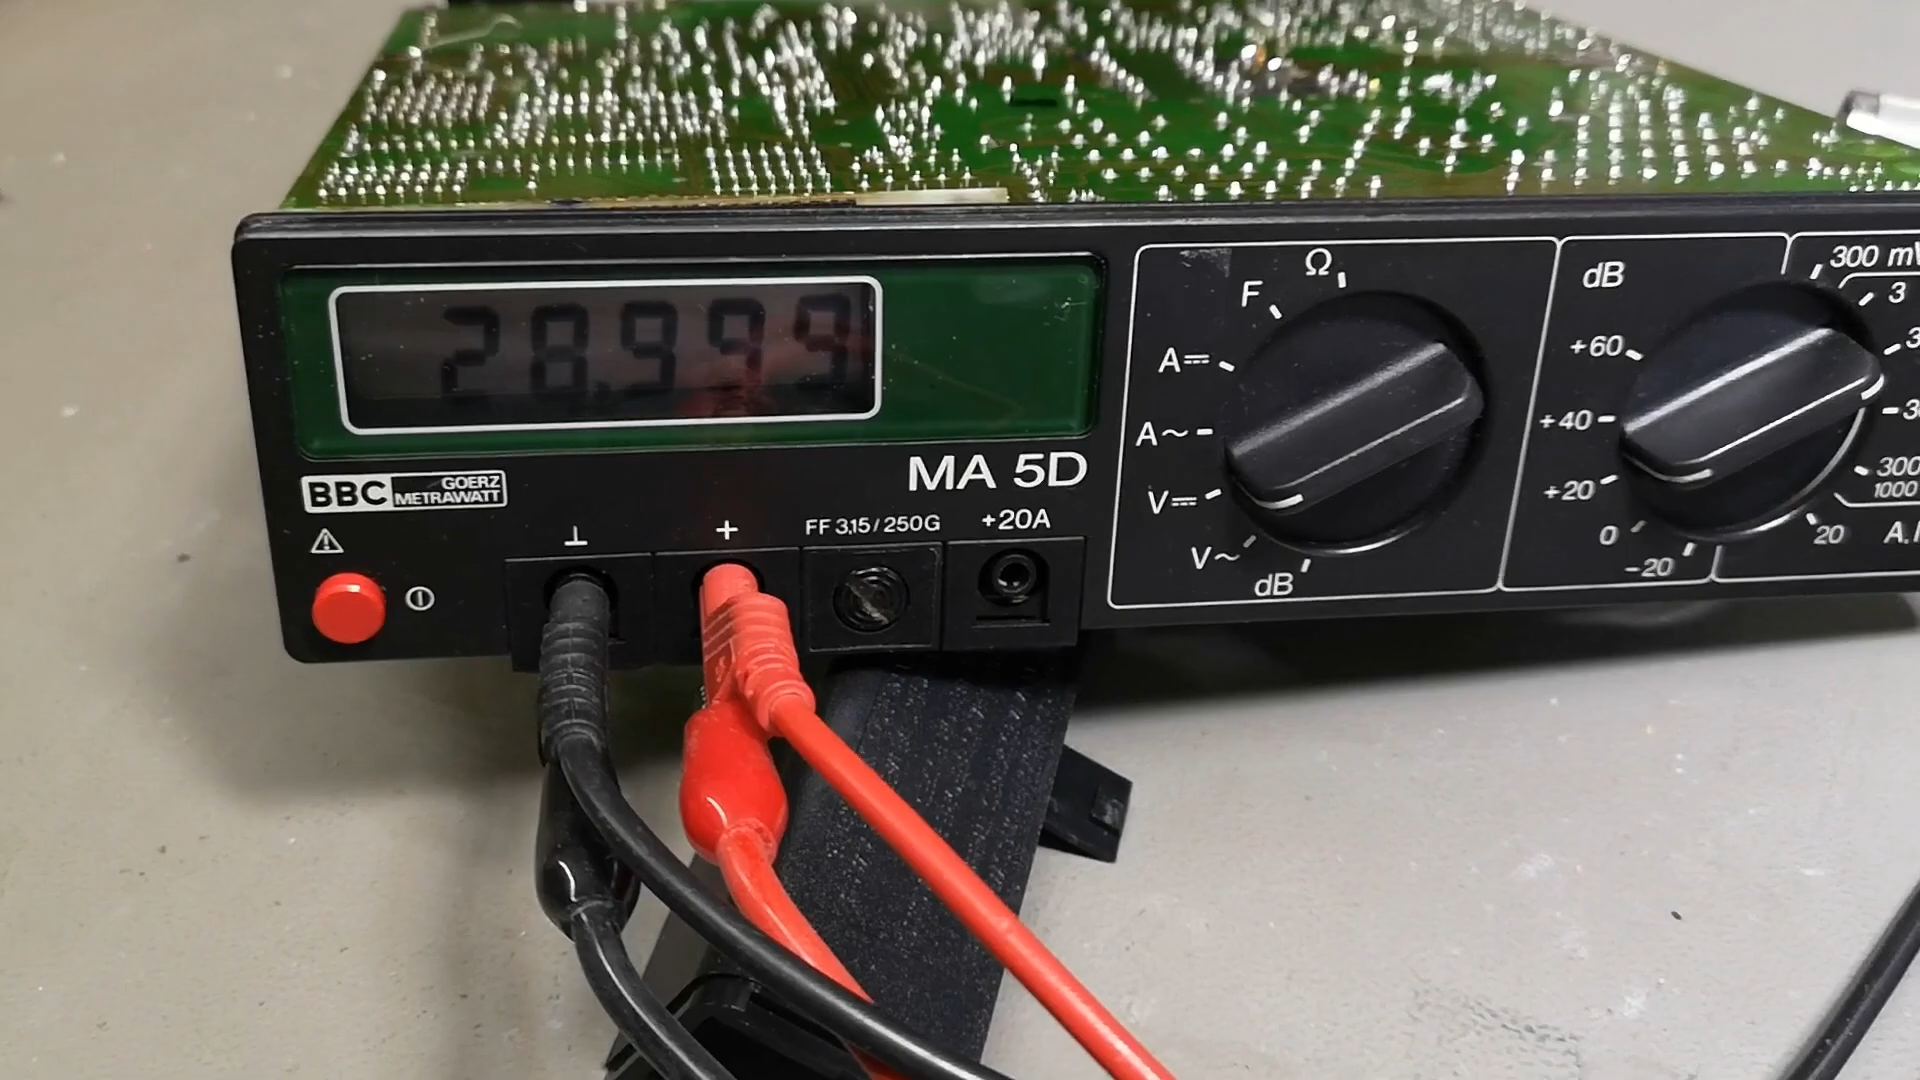 28.999
BBC GOERZ METRAWATT
MA 5D
⚠
⊥
+
FF 3,15/250G
+20A
Ω
F
A⎓
A~
V⎓
V~
dB
dB
+60
+40
+20
0
-20
300
3
300
1000
20